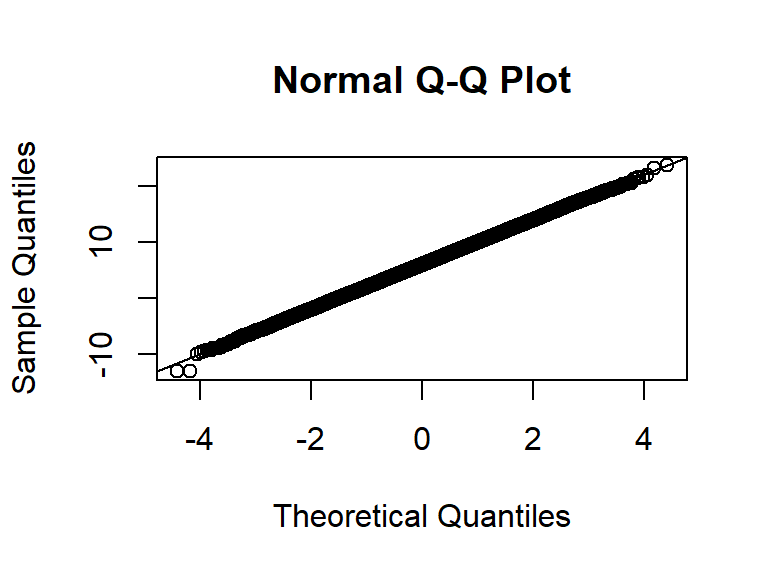 Normal Q-Q Plot
Sample Quantiles
10
-10
-4 -2 0 2 4
Theoretical Quantiles